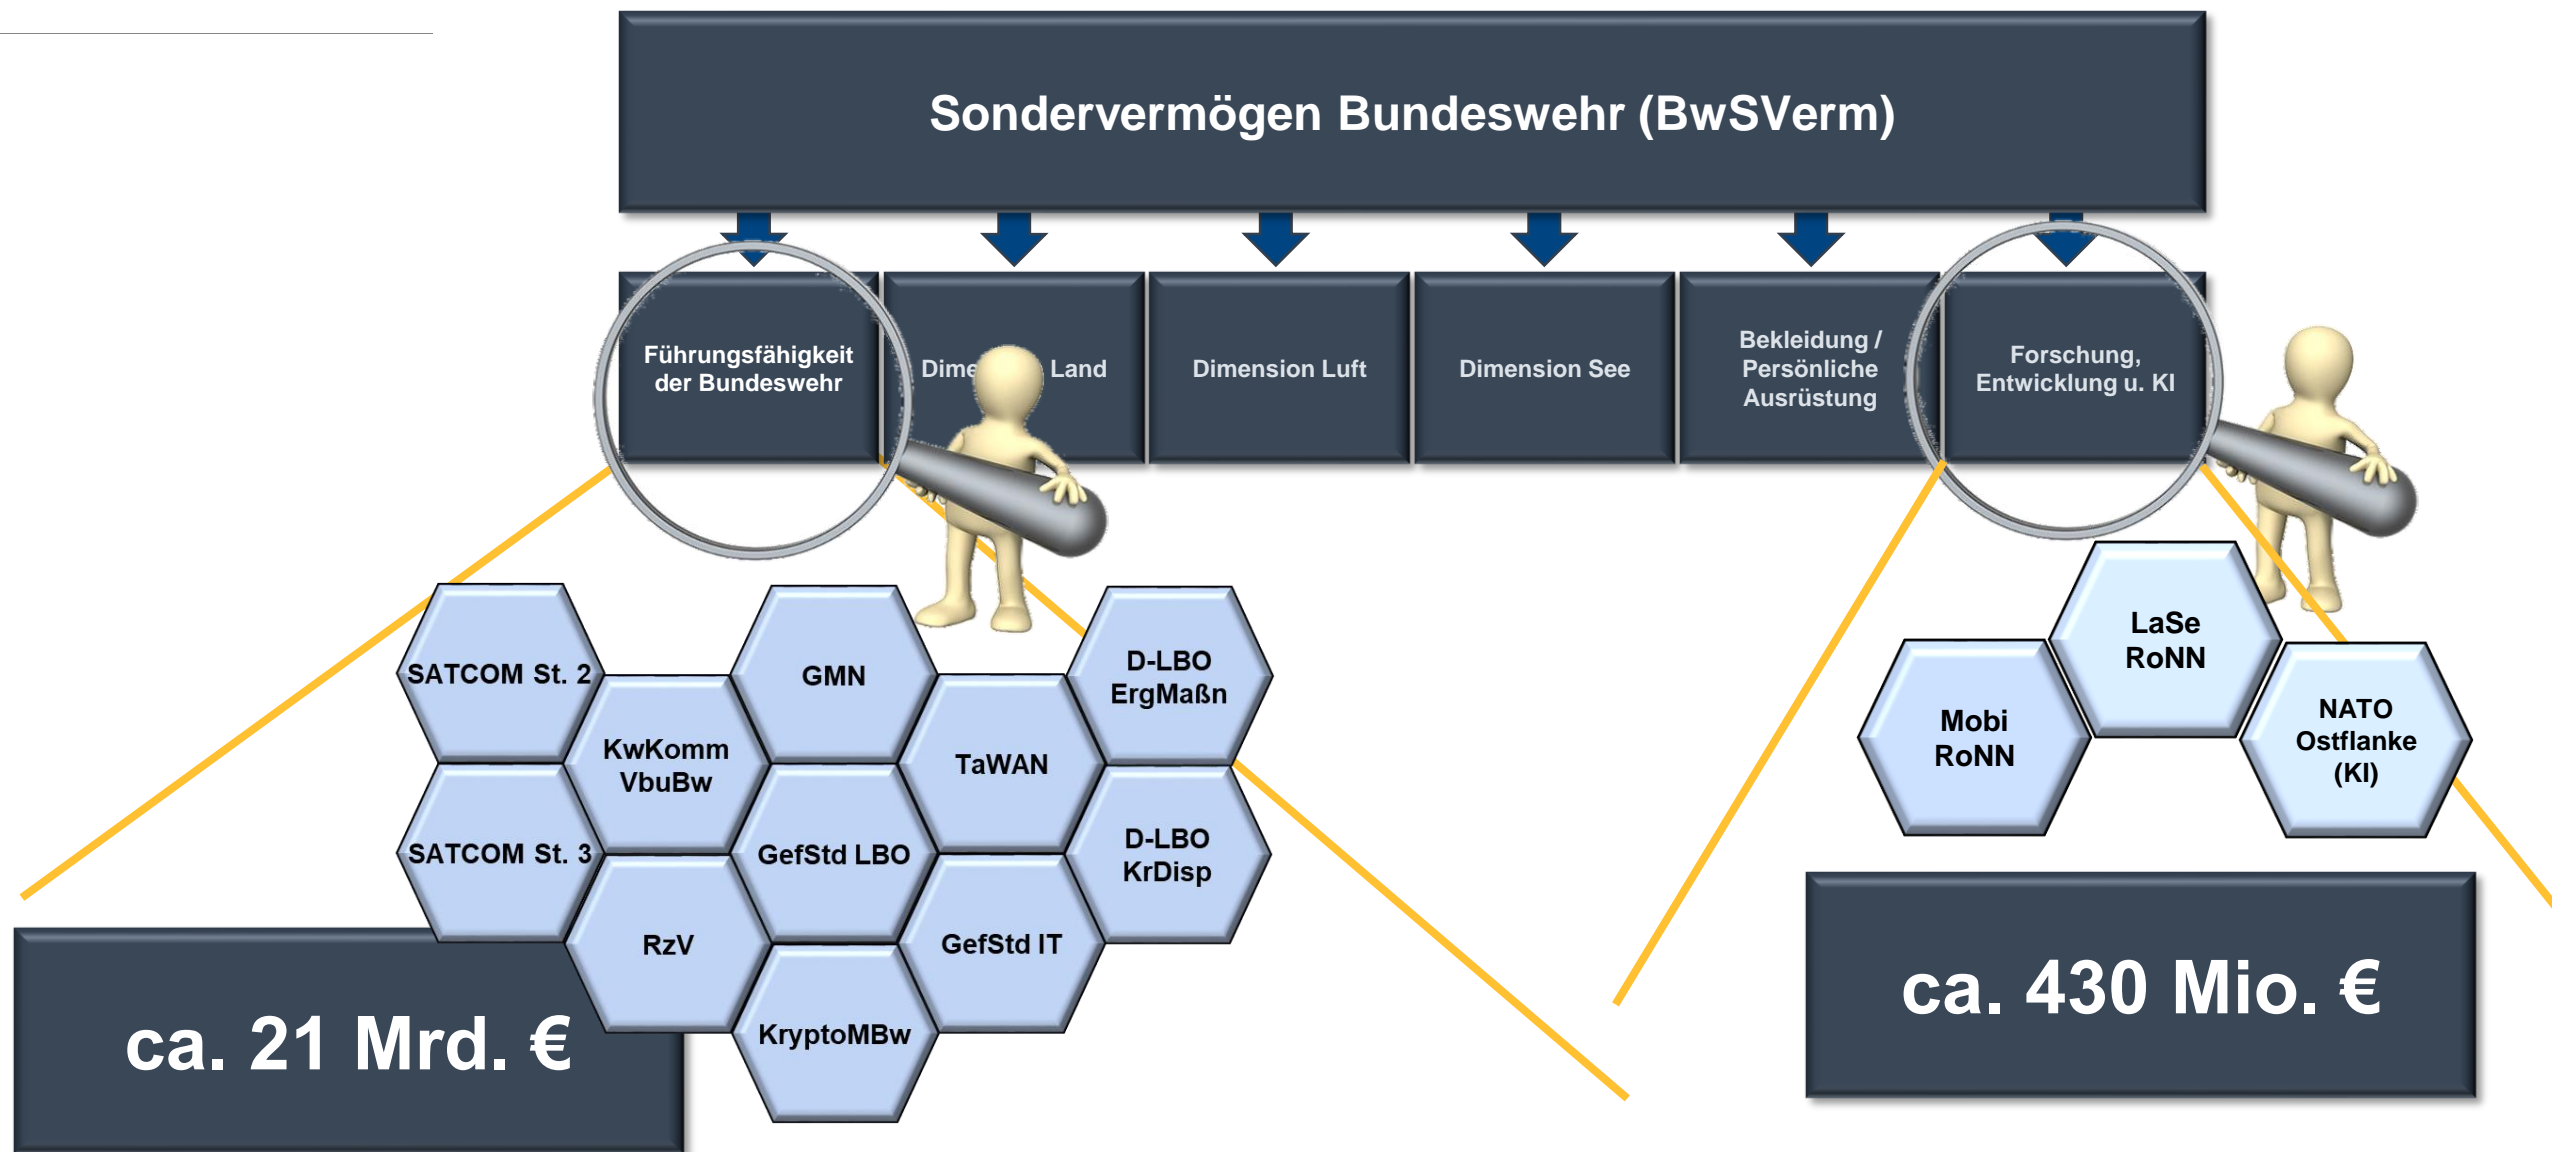 Sondervermögen Bundeswehr (BwSVerm)
Führungsfähigkeit
der Bundeswehr
Land
Dimension Luft
Dimension See
Bekleidung /
Persönliche
Ausrüstung
Forschung,
Entwicklung u. KI
SATCOM St. 2
SATCOM St. 3
KwKomm
VbuBw
RzV
GMN
GefStd LBO
KryptoMBw
TaWAN
GefStd IT
D-LBO
ErgMaßn
D-LBO
KrDisp
ca. 21 Mrd. €
Mobi
RoNN
LaSe
RoNN
NATO
Ostflanke
(KI)
ca. 430 Mio. €